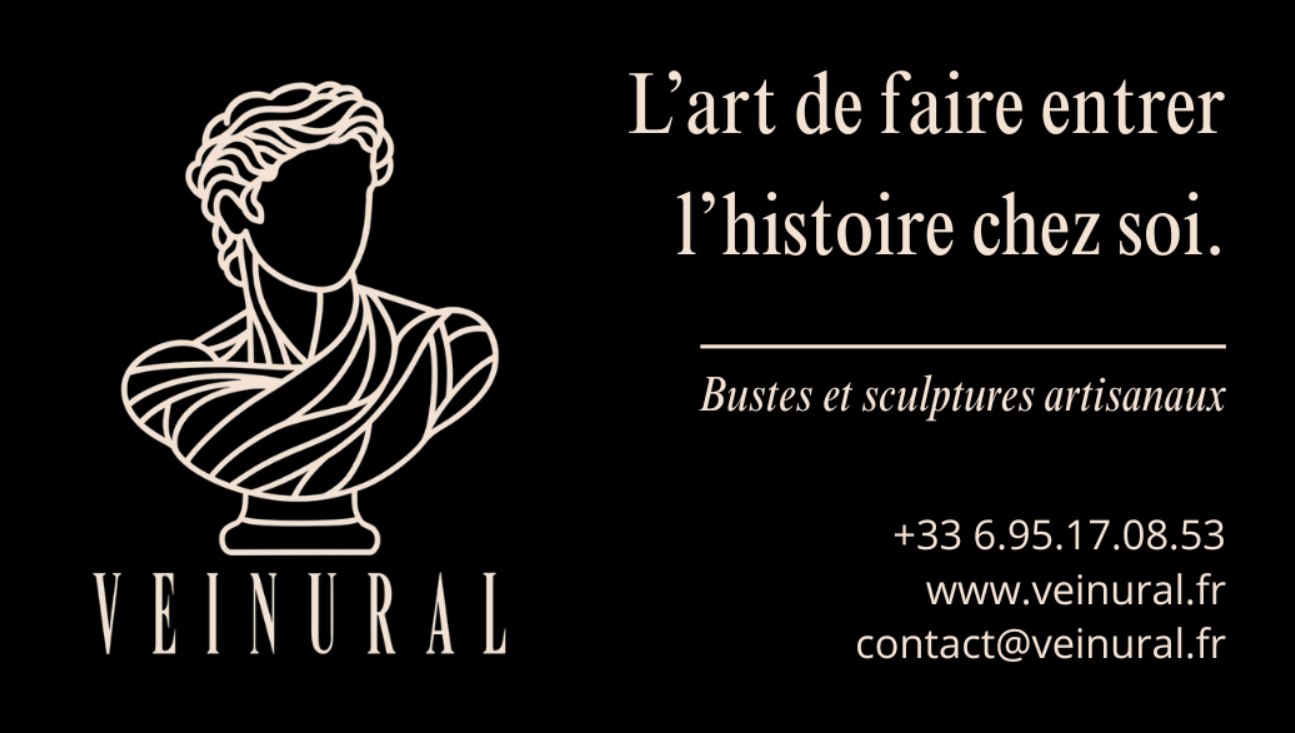 L’art de faire entrer
l’histoire chez soi.
Bustes et sculptures artisanaux
+33 6.95.17.08.53
www.veinural.fr
contact@veinural.fr
VEINURAL